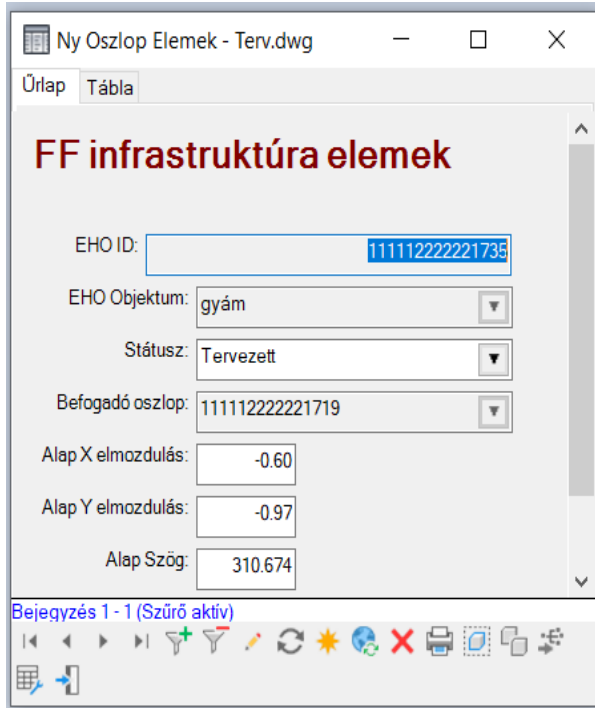 Ny Oszlop Elemek - Terv.dwg
Űrlap Tábla
FF infrastruktúra elemek
EHO ID: 111112222221735
EHO Objektum: gyám
Státusz: Tervezett
Befogadó oszlop: 111112222221719
Alap X elmozdulás: -0.60
Alap Y elmozdulás: -0.97
Alap Szög: 310.674
Bejegyzés 1 - 1 (Szűrő aktív)